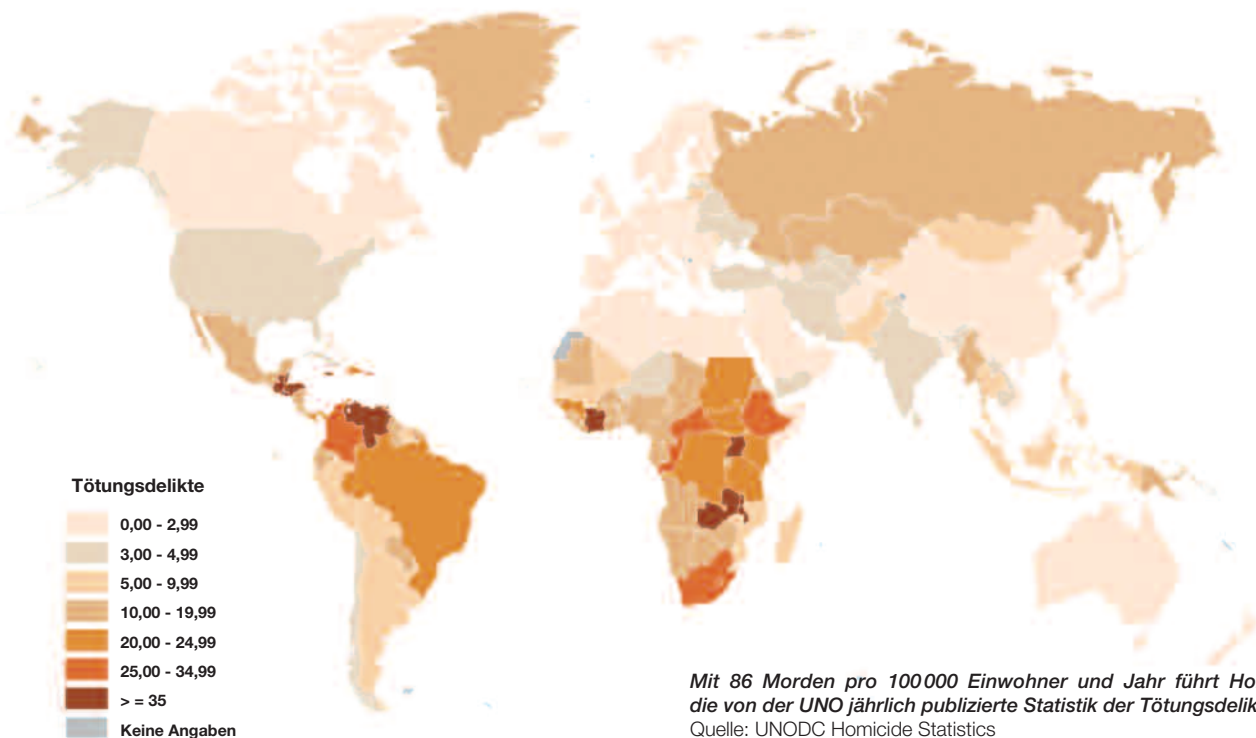 Tötungsdelikte
0,00 - 2,99
3,00 - 4,99
5,00 - 9,99
10,00 - 19,99
20,00 - 24,99
25,00 - 34,99
> = 35
Keine Angaben
Mit 86 Morden pro 100 000 Einwohner und Jahr führt
die von der UNO jährlich publizierte Statistik der
Quelle: UNODC Homicide Statistics